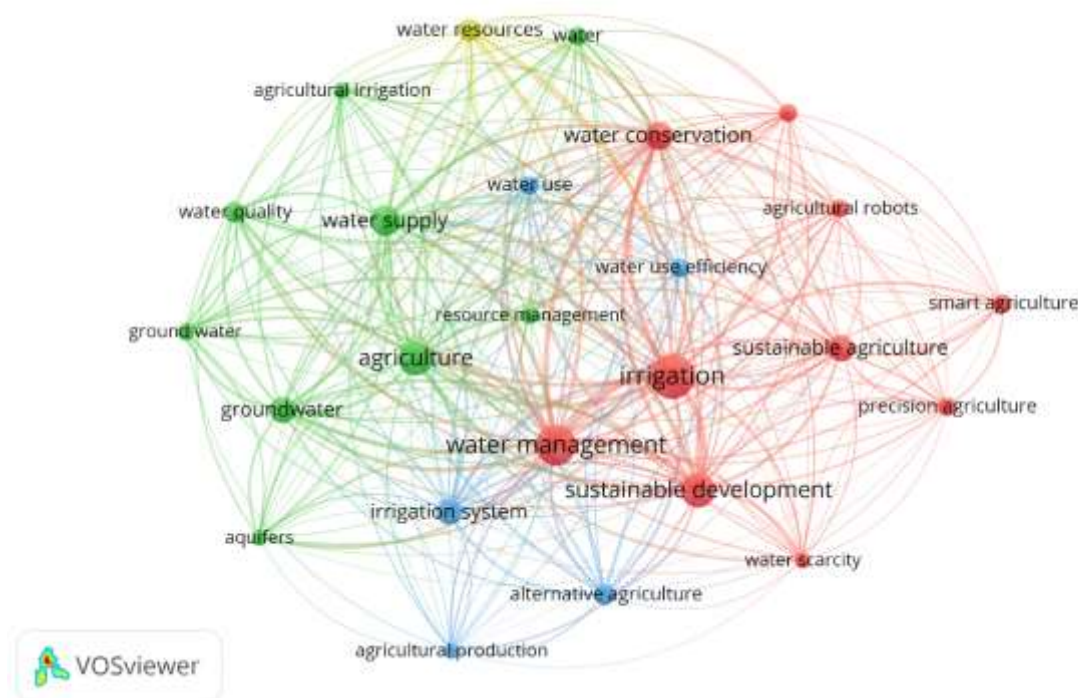 water resources
water
agricultural irrigation
water conservation
water use
water quality
water supply
agricultural robots
water use efficiency
smart agriculture
resource management
ground water
agriculture
sustainable agriculture
irrigation
precision agriculture
groundwater
water management
sustainable development
irrigation system
aquifers
water scarcity
alternative agriculture
agricultural production
VOSviewer